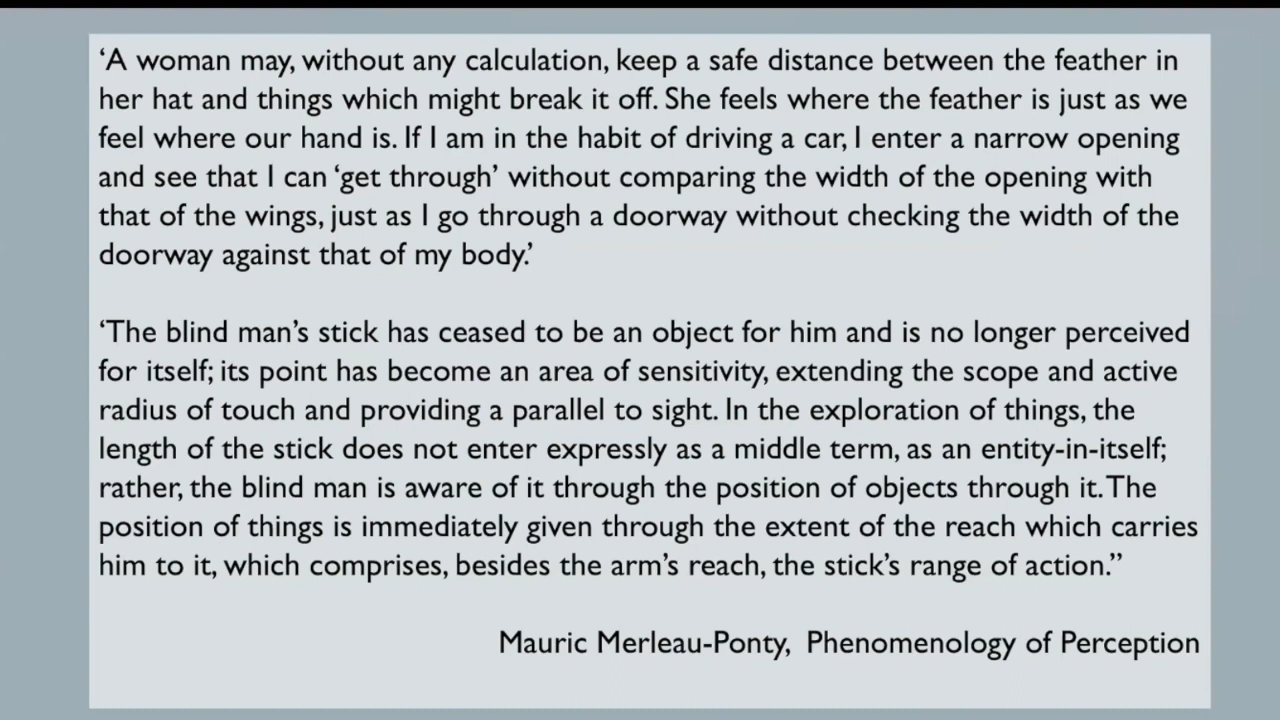 ‘A woman may, without any calculation, keep a safe distance between the feather in
her hat and things which might break it off. She feels where the feather is just as we
feel where our hand is. If I am in the habit of driving a car, I enter a narrow opening
and see that I can ‘get through’ without comparing the width of the opening with
that of the wings, just as I go through a doorway without checking the width of the
doorway against that of my body.’
‘The blind man’s stick has ceased to be an object for him and is no longer perceived
for itself; its point has become an area of sensitivity, extending the scope and active
radius of touch and providing a parallel to sight. In the exploration of things, the
length of the stick does not enter expressly as a middle term, as an entity-in-itself;
rather, the blind man is aware of it through the position of objects through it. The
position of things is immediately given through the extent of the reach which carries
him to it, which comprises, besides the arm’s reach, the stick’s range of action.”
Mauric Merleau-Ponty, Phenomenology of Perception